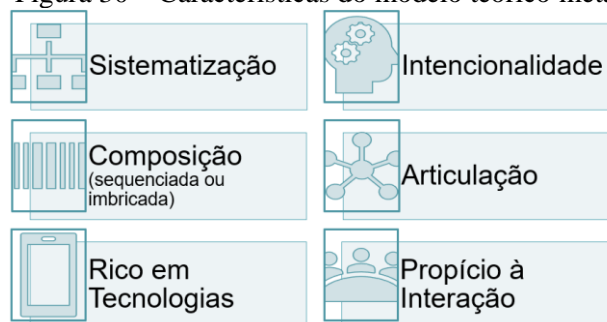 Sistematização
Intencionalidade
Composição
(sequenciada ou
imbricada)
Articulação
Rico em
Tecnologias
Propício à
Interação